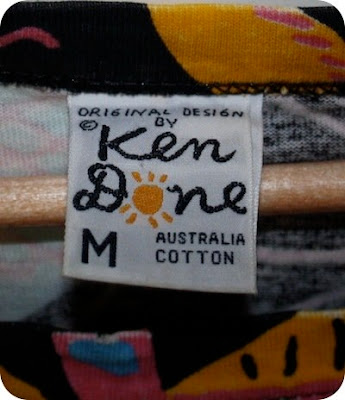 ORIGINAL DESIGN
© BY
Ken
Done
M AUSTRALIA
COTTON